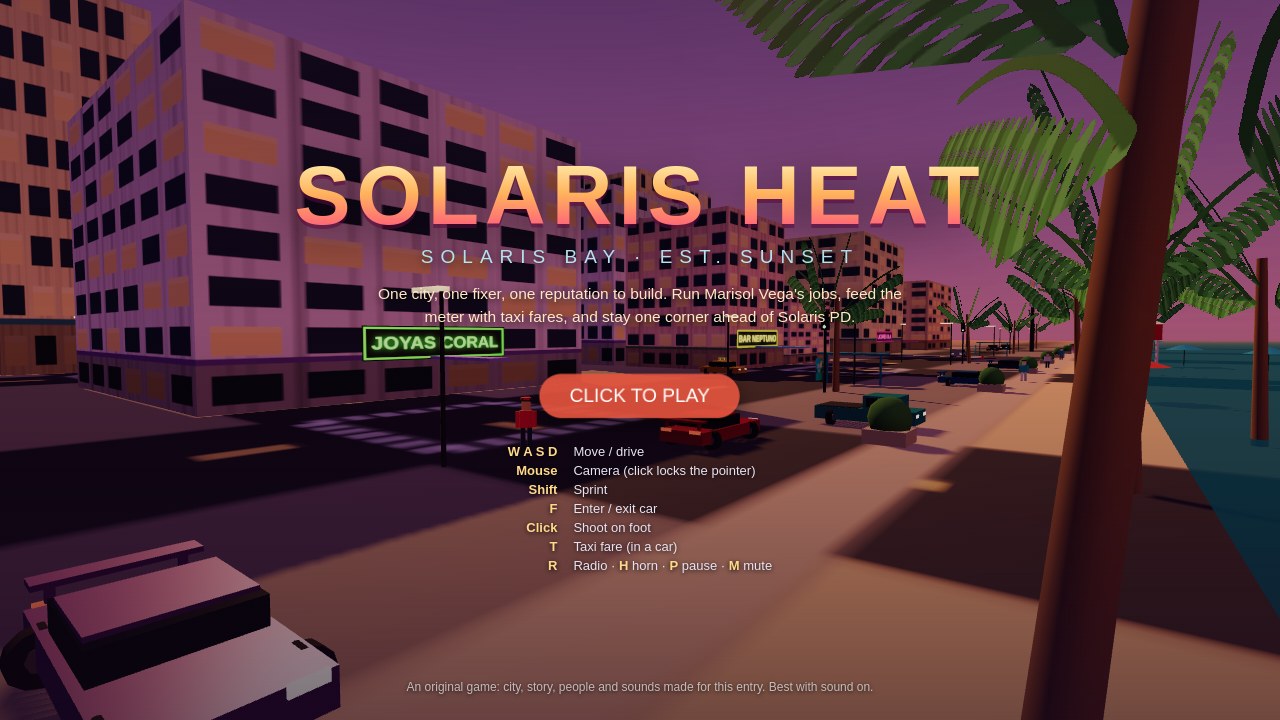 SOLARIS HEAT
SOLARIS BAY · EST. SUNSET
One city, one fixer, one reputation to build. Run Marisol Vega's jobs, feed the
meter with taxi fares, and stay one corner ahead of Solaris PD.
JOYAS CORAL
BAR NEPTUNO
CLICK TO PLAY
W A S D Move / drive
Mouse Camera (click locks the pointer)
Shift Sprint
F Enter / exit car
Click Shoot on foot
T Taxi fare (in a car)
R Radio · H horn · P pause · M mute
An original game: city, story, people and sounds made for this entry. Best with sound on.